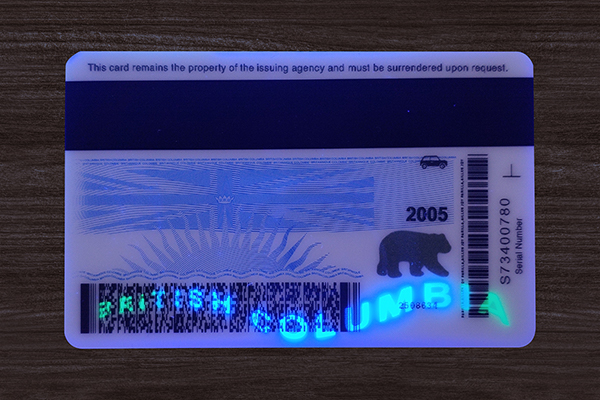 This card remains the property of the issuing agency and must be surrendered upon request.
2005
BRITISH COLUMBIA
S73400780
Serial Number